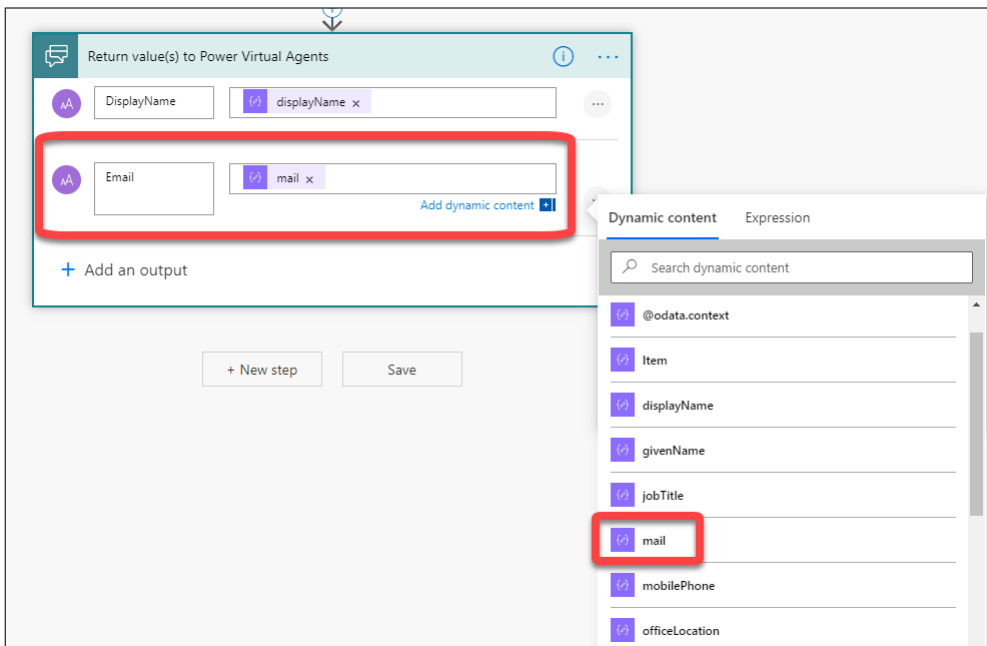 Return value(s) to Power Virtual Agents
DisplayName
displayName
Email
mail
Add dynamic content
+ Add an output
+ New step
Save
Dynamic content
Expression
Search dynamic content
@odata.context
Item
displayName
givenName
jobTitle
mail
mobilePhone
officeLocation